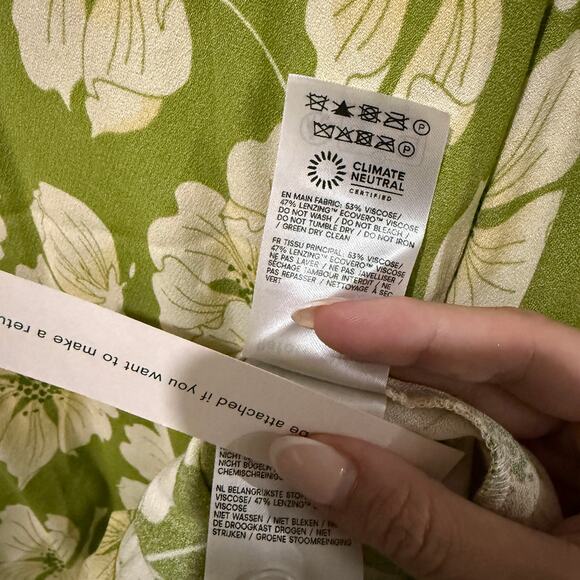 P
P
CLIMATE
NEUTRAL
CERTIFIED
EN MAIN FABRIC: 53% VISCOSE/
47% LENZING™ ECOVERO™ VISCOSE
DO NOT WASH / DO NOT BLEACH /
DO NOT TUMBLE DRY / DO NOT IRON
/ GREEN DRY CLEAN
FR TISSU PRINCIPAL: 53% VISCOSE/
47% LENZING™ ECOVERO™ VISCOSE
NE PAS LAVER / NE PAS JAVELLISER /
SÉCHAGE TAMBOUR INTERDIT / NE
PAS REPASSER / NETTOYAGE À SEC
VERT
be attached if you want to make a retu
NICHT BÜGELN
CHEMISCHREINIG
NL BELANGRIJKSTE STO
VISCOSE/ 47% LENZING™
VISCOSE
NIET WASSEN / NIET BLEKEN / N
DE DROOGKAST DROGEN / NIET
STRIJKEN / GROENE STOOMREINIGING